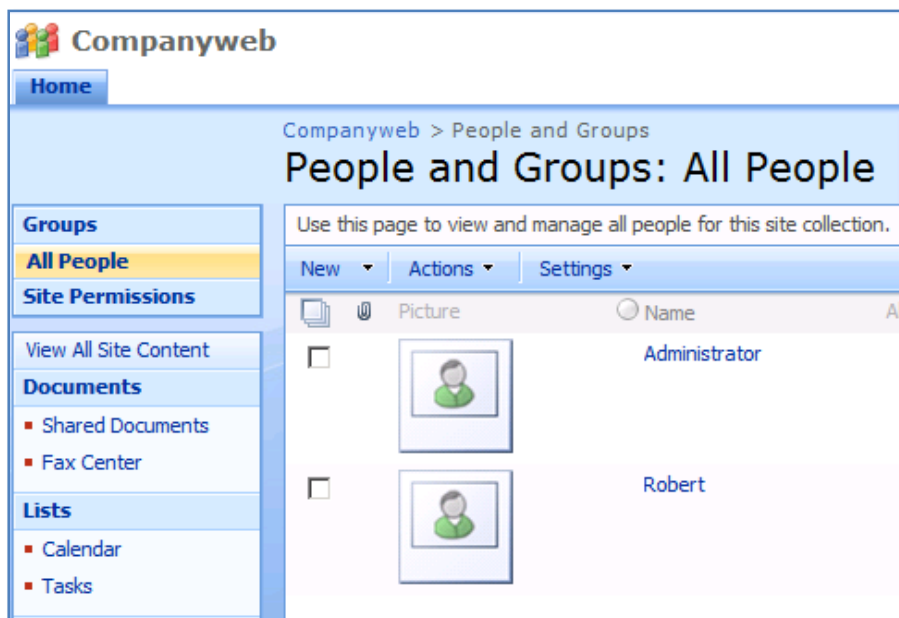 Companyweb
Home
Companyweb > People and Groups
People and Groups: All People
Groups
All People
Site Permissions
View All Site Content
Documents
Shared Documents
Fax Center
Lists
Calendar
Tasks
Use this page to view and manage all people for this site collection.
New Actions Settings
Picture Name A
Administrator
Robert